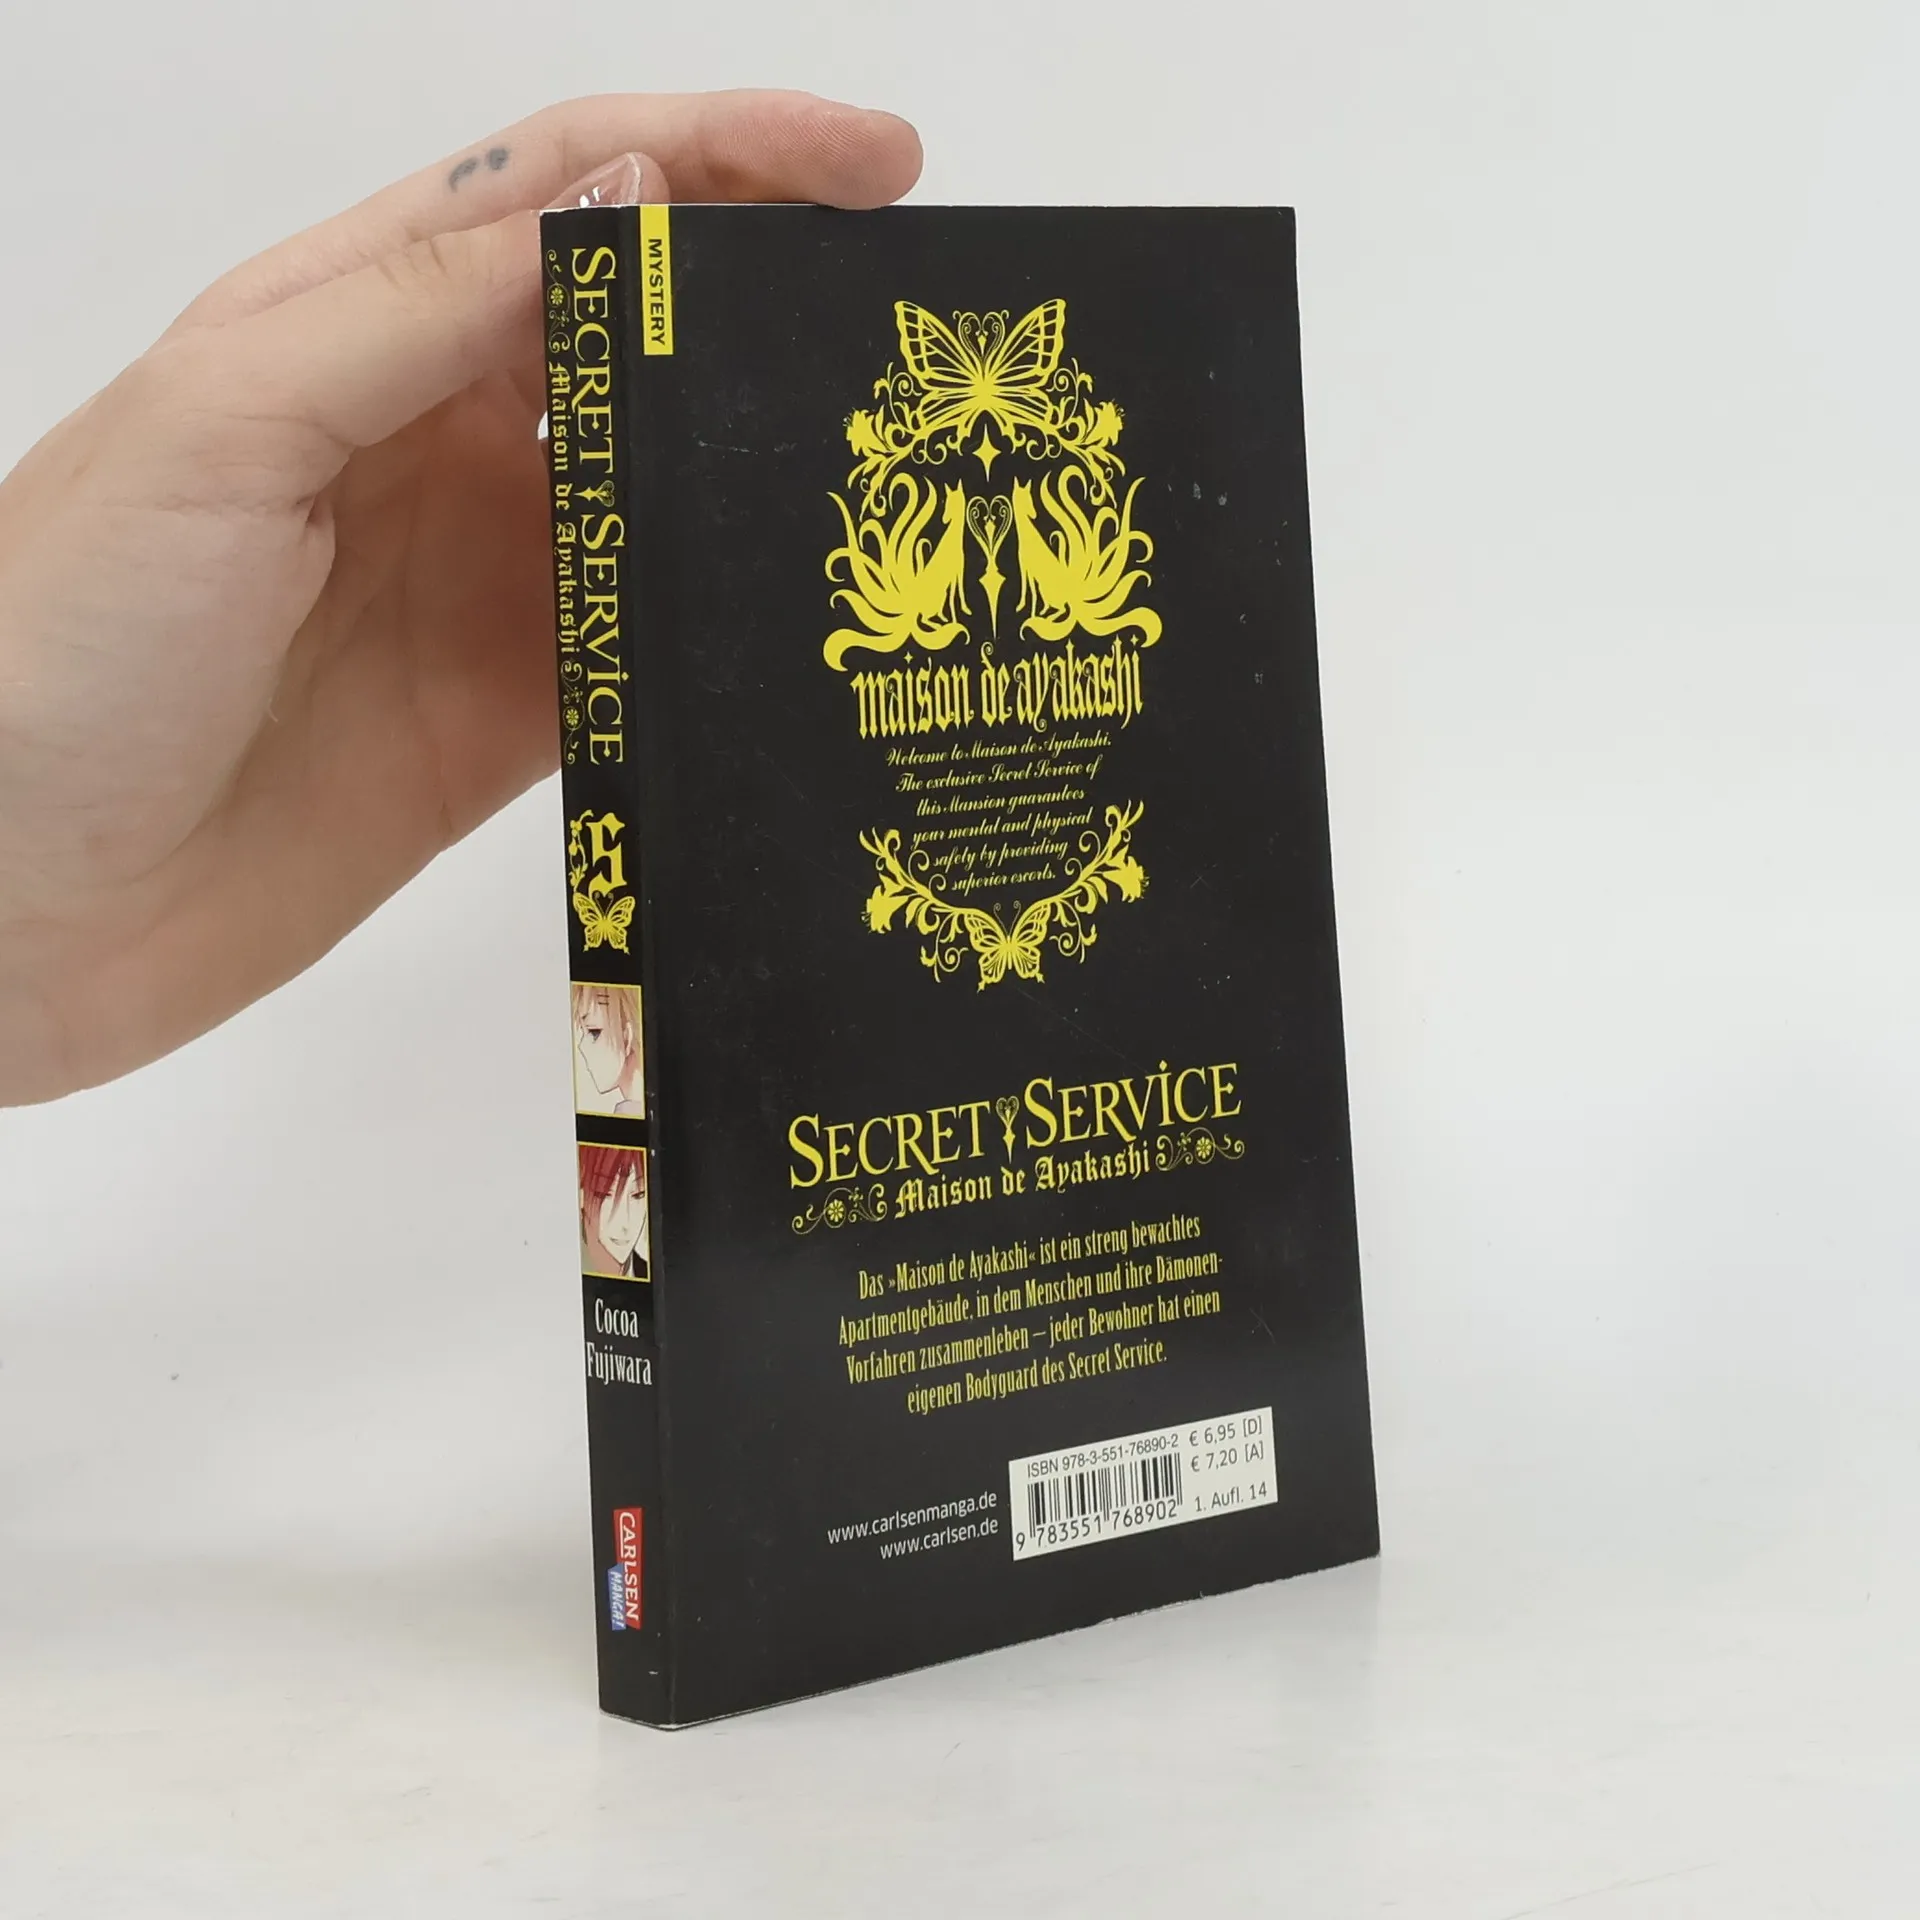 SECRET SERVICE
Maison de Ayakashi
5
Cocoa
Fujiwara
CARLSEN
MANGA!
MYSTERY
maison de ayakashi
Welcome to Maison de Ayakashi.
The exclusive Secret Service of
this Mansion guarantees
your mental and physical
safety by providing
superior escorts.
SECRET SERVICE
Maison de Ayakashi
Das »Maison de Ayakashi« ist ein streng bewachtes
Apartmentgebäude, in dem Menschen und ihre Dämonen-
Vorfahren zusammenleben – jeder Bewohner hat einen
eigenen Bodyguard des Secret Service.
www.carlsenmanga.de
www.carlsen.de
ISBN 978-3-551-76890-2
€ 6,95 [D]
€ 7,20 [A]
1. Aufl. 14
9 783551 768902